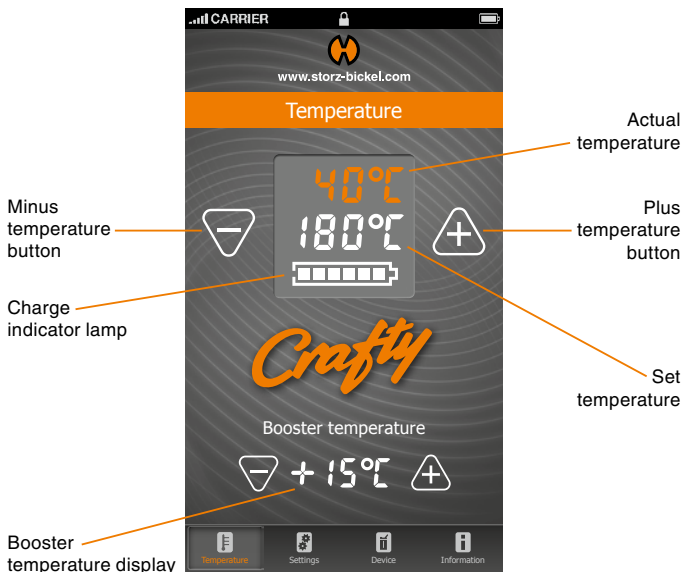 CARRIER
www.storz-bickel.com
Temperature
Actual
temperature
40°C
Minus
temperature
button
180°C
Plus
temperature
button
Charge
indicator lamp
Crafty
Set
temperature
Booster temperature
+15°C
Booster
temperature display
Temperature
Settings
Device
Information